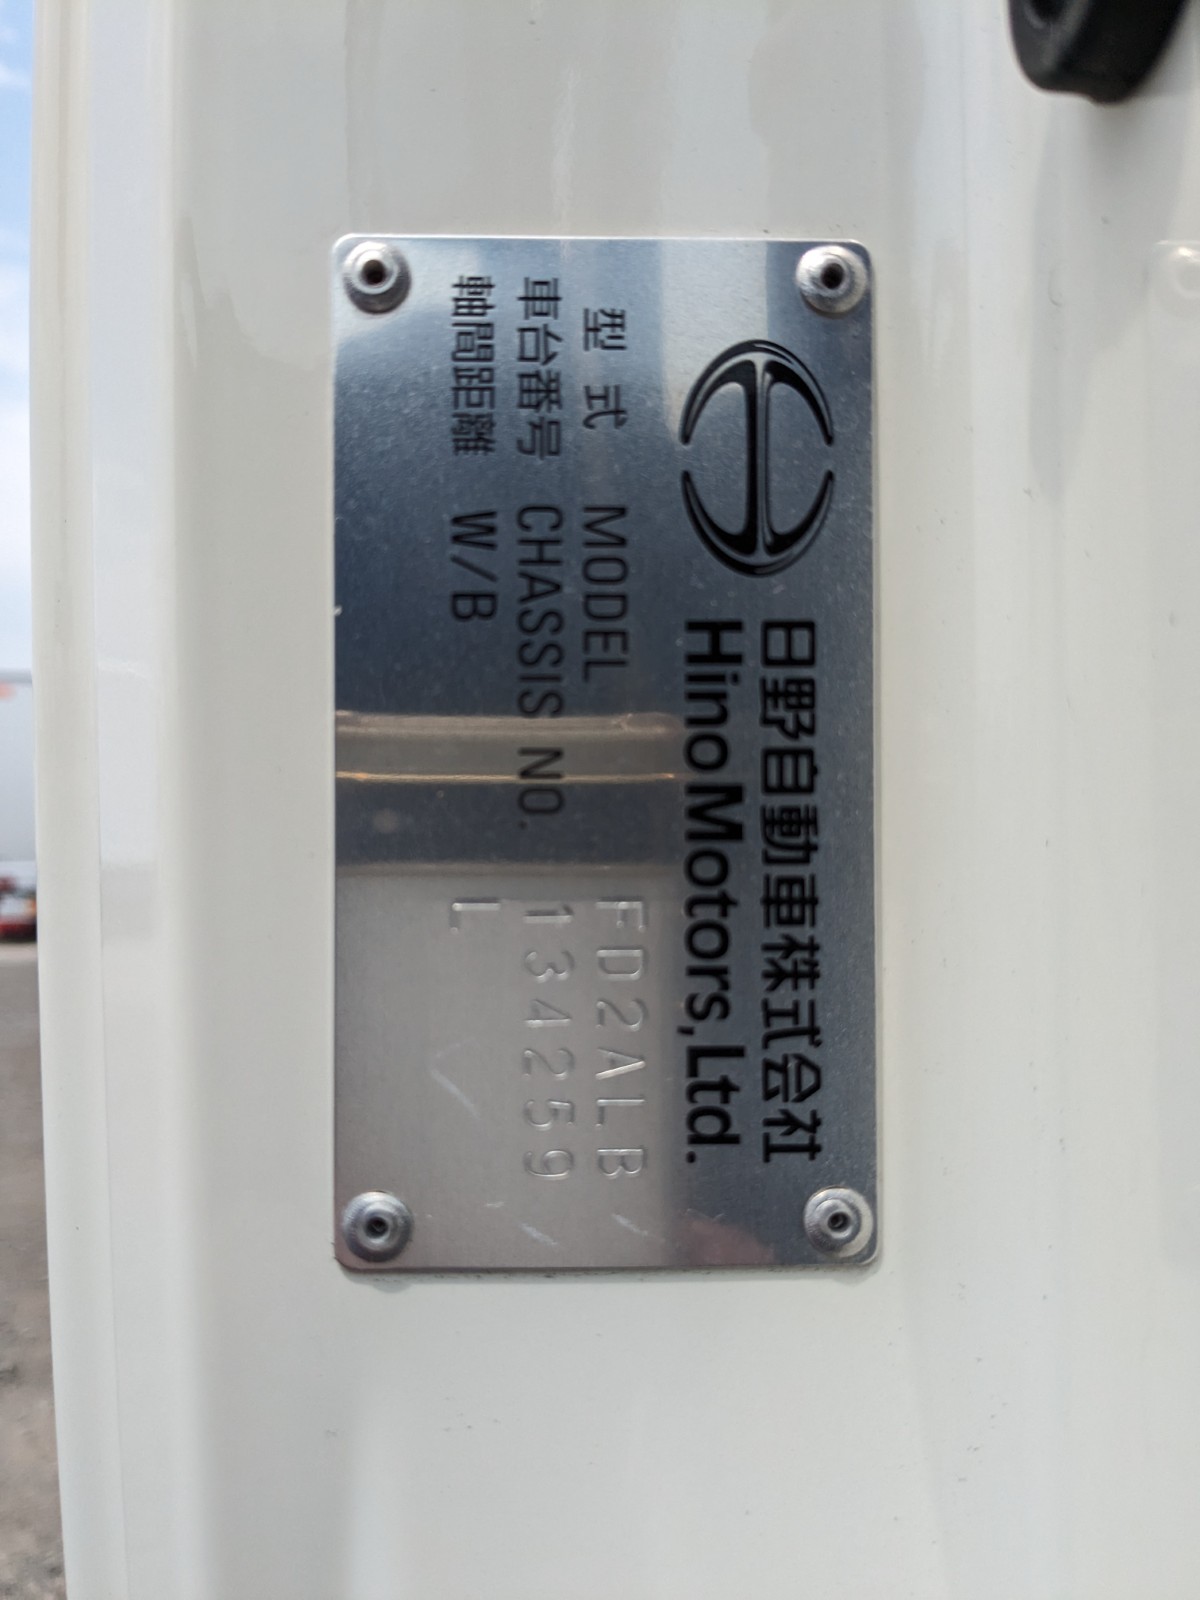 日野自動車株式会社
Hino Motors,Ltd.
型式 MODEL FD2ALB
車台番号 CHASSIS NO. 134259
軸間距離 W/B L